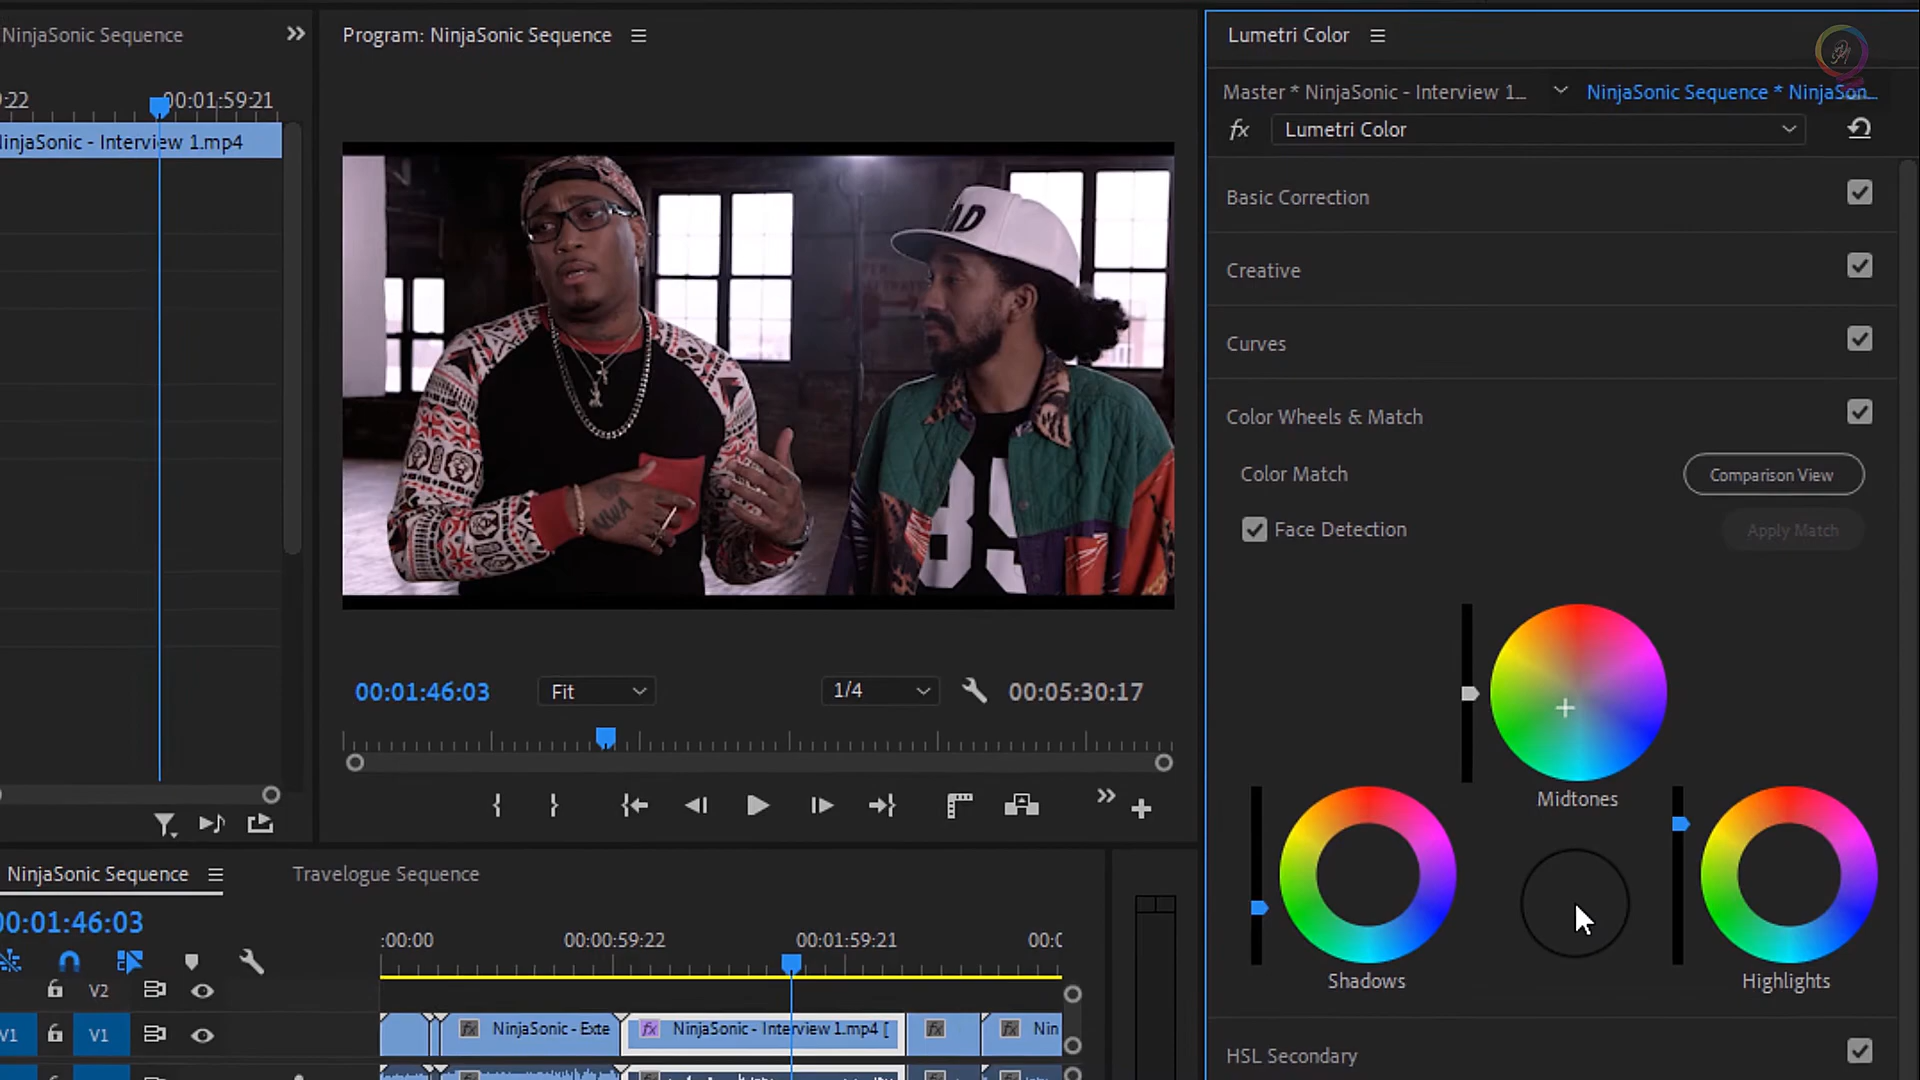 NinjaSonic Sequence
Program: NinjaSonic Sequence
Lumetri Color
:22
00:01:59:21
Master * NinjaSonic - Interview 1...
NinjaSonic Sequence * NinjaSon...
fx
Lumetri Color
NinjaSonic - Interview 1.mp4
Basic Correction
Creative
Curves
Color Wheels & Match
Color Match
Comparison View
Face Detection
Apply Match
00:01:46:03
Fit
1/4
00:05:30:17
Midtones
Shadows
Highlights
NinjaSonic Sequence
Travelogue Sequence
00:01:46:03
:00:00
00:00:59:22
00:01:59:21
00:0
V2
V1
V1
fx
NinjaSonic - Exte
fx
NinjaSonic - Interview 1.mp4 [
fx
fx
Nin
HSL Secondary